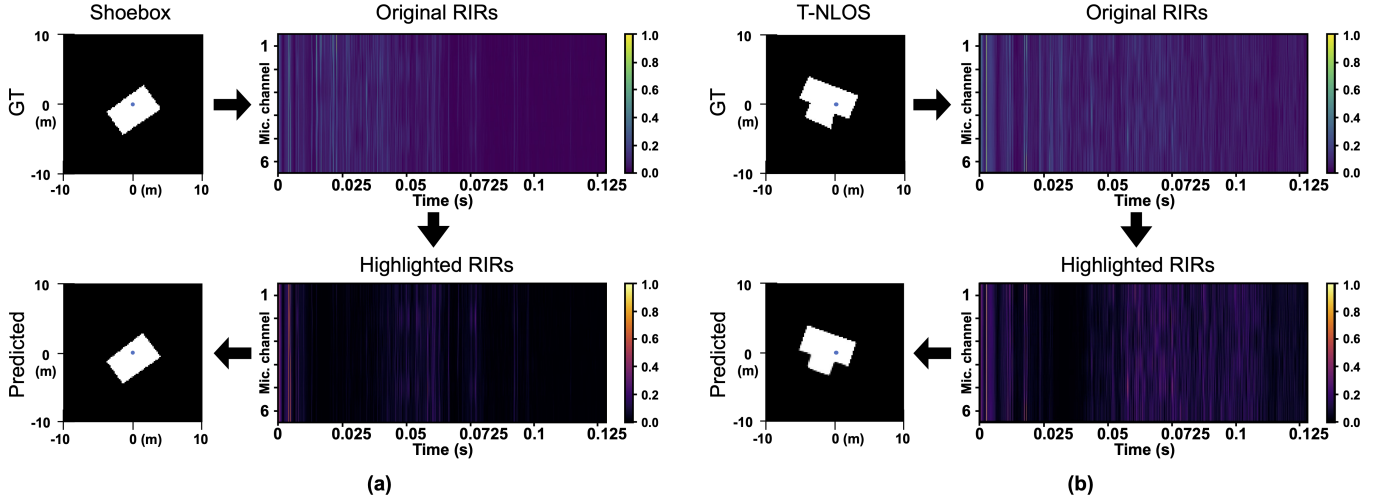 Shoebox
Original RIRs
T-NLOS
Original RIRs
GT
10
0
(m)
-10
-10
0 (m)
10
Mic. channel
1
6
0
0.025
0.05
0.0725
0.1
0.125
Time (s)
1.0
0.8
0.6
0.4
0.2
0.0
GT
10
0
(m)
-10
-10
0 (m)
10
Mic. channel
1
6
0
0.025
0.05
0.0725
0.1
0.125
Time (s)
1.0
0.8
0.6
0.4
0.2
0.0
Highlighted RIRs
Highlighted RIRs
Predicted
10
0
(m)
-10
-10
0 (m)
10
Mic. channel
1
6
0
0.025
0.05
0.0725
0.1
0.125
Time (s)
1.0
0.8
0.6
0.4
0.2
0.0
Predicted
10
0
(m)
-10
-10
0 (m)
10
Mic. channel
1
6
0
0.025
0.05
0.0725
0.1
0.125
Time (s)
1.0
0.8
0.6
0.4
0.2
0.0
(a)
(b)